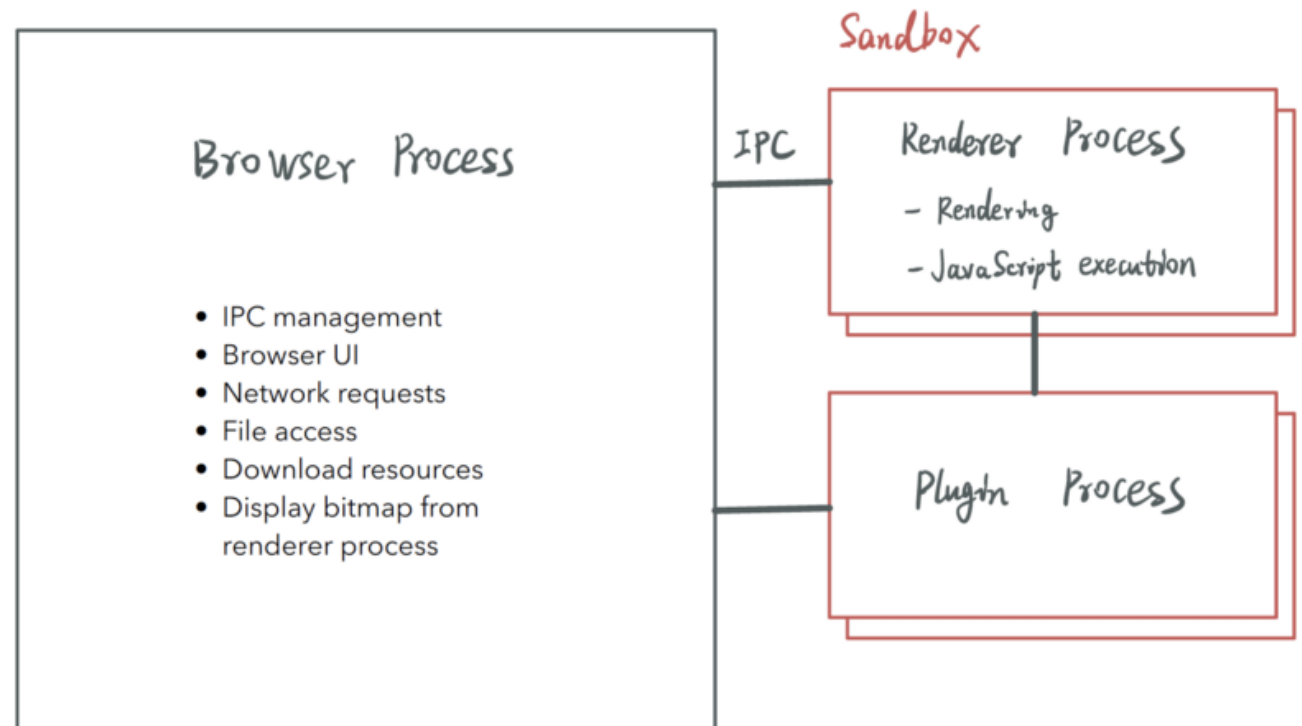 Sandbox
Browser Process
IPC
Renderer Process
- Rendering
- JavaScript execution
• IPC management
• Browser UI
• Network requests
• File access
• Download resources
• Display bitmap from
renderer process
Plugin Process